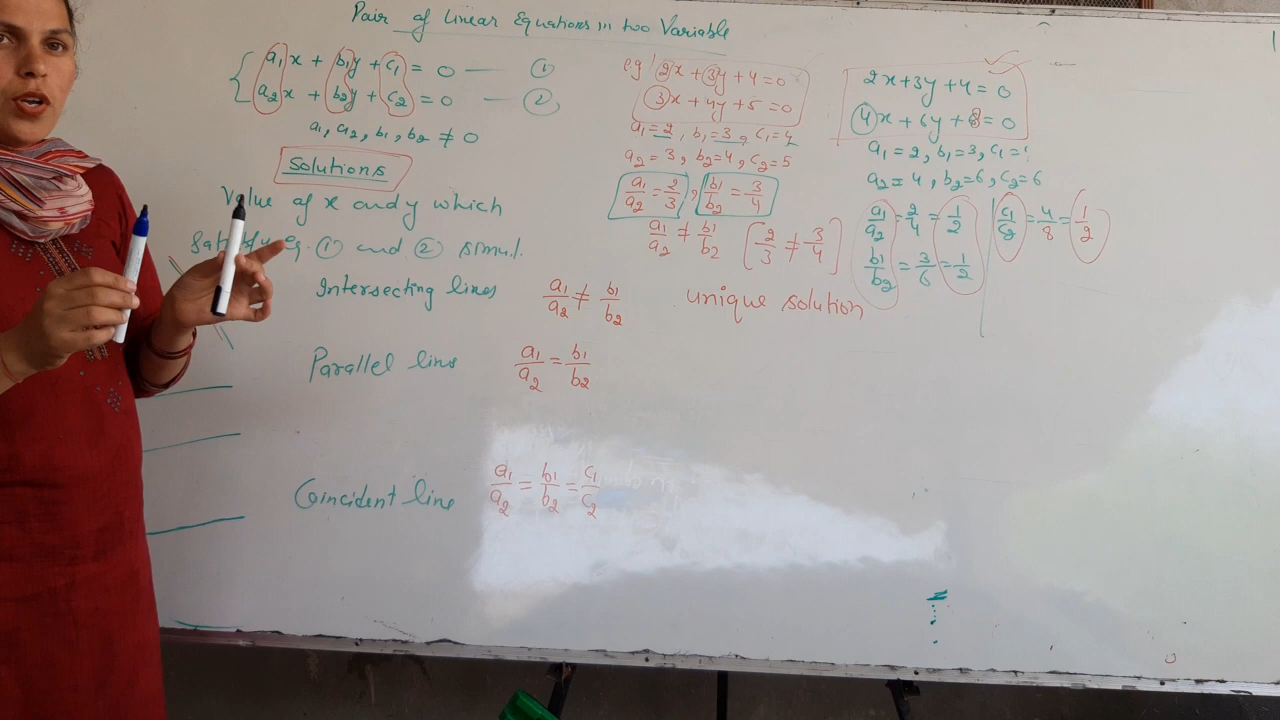 Pair of Linear Equations in two Variable
a₁x + b₁y + c₁ = 0 — ①
a₂x + b₂y + c₂ = 0 — ②
a₁, a₂, b₁, b₂ ≠ 0
Solutions
Value of x and y which
Satisfy eq. ① and ② simul.
Intersecting lines a₁/a₂ ≠ b₁/b₂ unique solution
Parallel line a₁/a₂ = b₁/b₂
Coincident line a₁/a₂ = b₁/b₂ = c₁/c₂
eg 2x + 3y + 4 = 0
3x + 4y + 5 = 0
a₁ = 2, b₁ = 3, c₁ = 4
a₂ = 3, b₂ = 4, c₂ = 5
a₁/a₂ = 2/3, b₁/b₂ = 3/4
a₁/a₂ ≠ b₁/b₂ [2/3 ≠ 3/4]
2x + 3y + 4 = 0
4x + 6y + 8 = 0
a₁ = 2, b₁ = 3, c₁ =
a₂ = 4, b₂ = 6, c₂ = 6
a₁/a₂ = 2/4 = 1/2
b₁/b₂ = 3/6 = 1/2
c₁/c₂ = 4/8 = 1/2